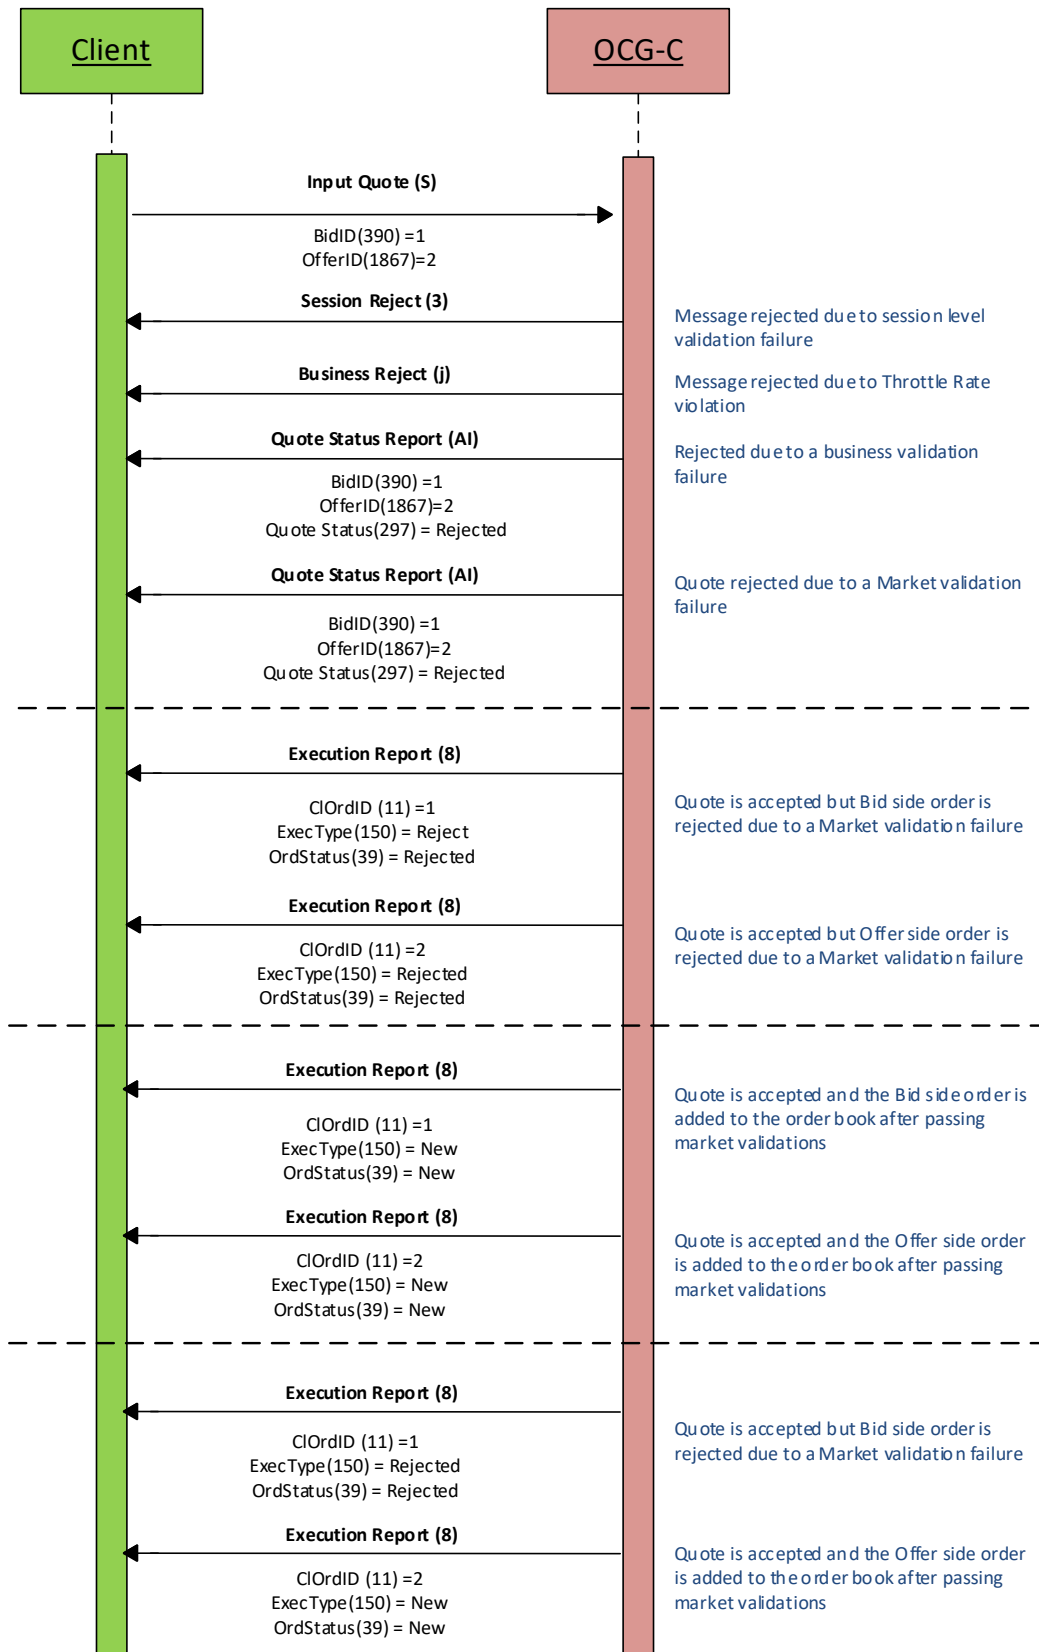 Client
OCG-C
Input Quote (S)
BidID(390) =1
OfferID(1867)=2
Session Reject (3)
Message rejected due to session level
validation failure
Business Reject (j)
Message rejected due to Throttle Rate
violation
Quote Status Report (AI)
Rejected due to a business validation
failure
BidID(390) =1
OfferID(1867)=2
Quote Status(297) = Rejected
Quote Status Report (AI)
Quote rejected due to a Market validation
failure
BidID(390) =1
OfferID(1867)=2
Quote Status(297) = Rejected
Execution Report (8)
ClOrdID (11) =1
ExecType(150) = Reject
OrdStatus(39) = Rejected
Quote is accepted but Bid side order is
rejected due to a Market validation failure
Execution Report (8)
ClOrdID (11) =2
ExecType(150) = Rejected
OrdStatus(39) = Rejected
Quote is accepted but Offer side order is
rejected due to a Market validation failure
Execution Report (8)
ClOrdID (11) =1
ExecType(150) = New
OrdStatus(39) = New
Quote is accepted and the Bid side order is
added to the order book after passing
market validations
Execution Report (8)
ClOrdID (11) =2
ExecType(150) = New
OrdStatus(39) = New
Quote is accepted and the Offer side order
is added to the order book after passing
market validations
Execution Report (8)
ClOrdID (11) =1
ExecType(150) = Rejected
OrdStatus(39) = Rejected
Quote is accepted but Bid side order is
rejected due to a Market validation failure
Execution Report (8)
ClOrdID (11) =2
ExecType(150) = New
OrdStatus(39) = New
Quote is accepted and the Offer side order
is added to the order book after passing
market validations